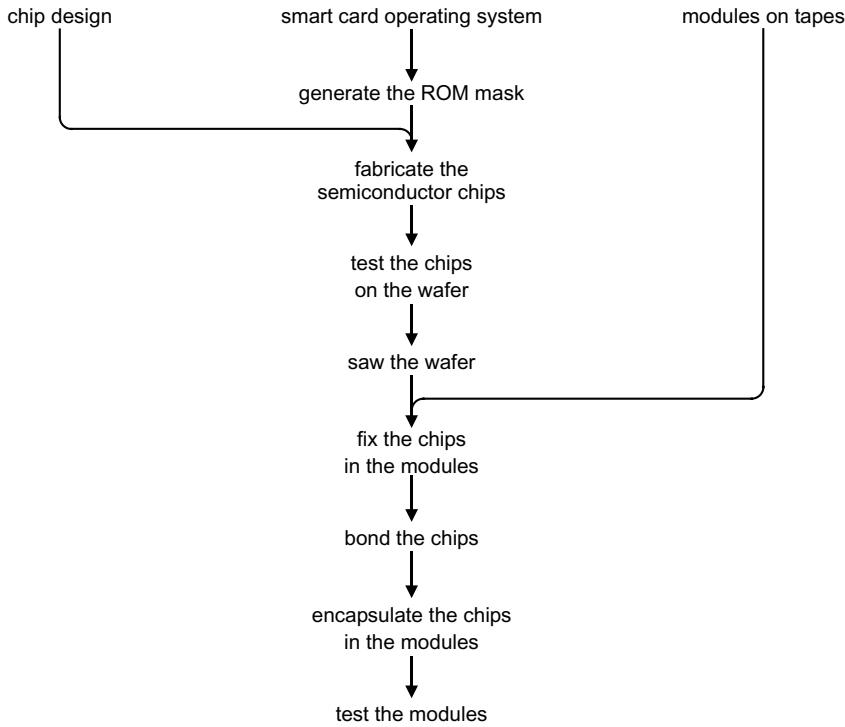 chip design
smart card operating system
modules on tapes
generate the ROM mask
fabricate the
semiconductor chips
test the chips
on the wafer
saw the wafer
fix the chips
in the modules
bond the chips
encapsulate the chips
in the modules
test the modules